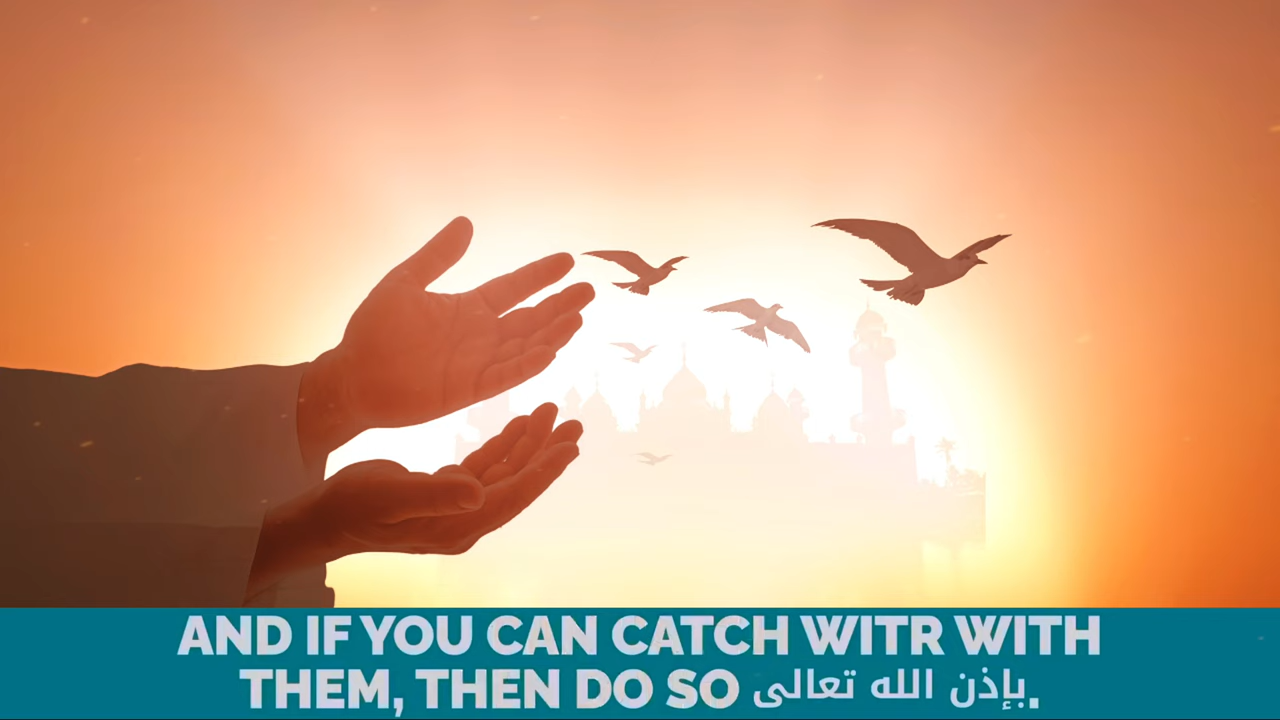 AND IF YOU CAN CATCH WITR WITH
THEM, THEN DO SO بإذن الله تعالى.